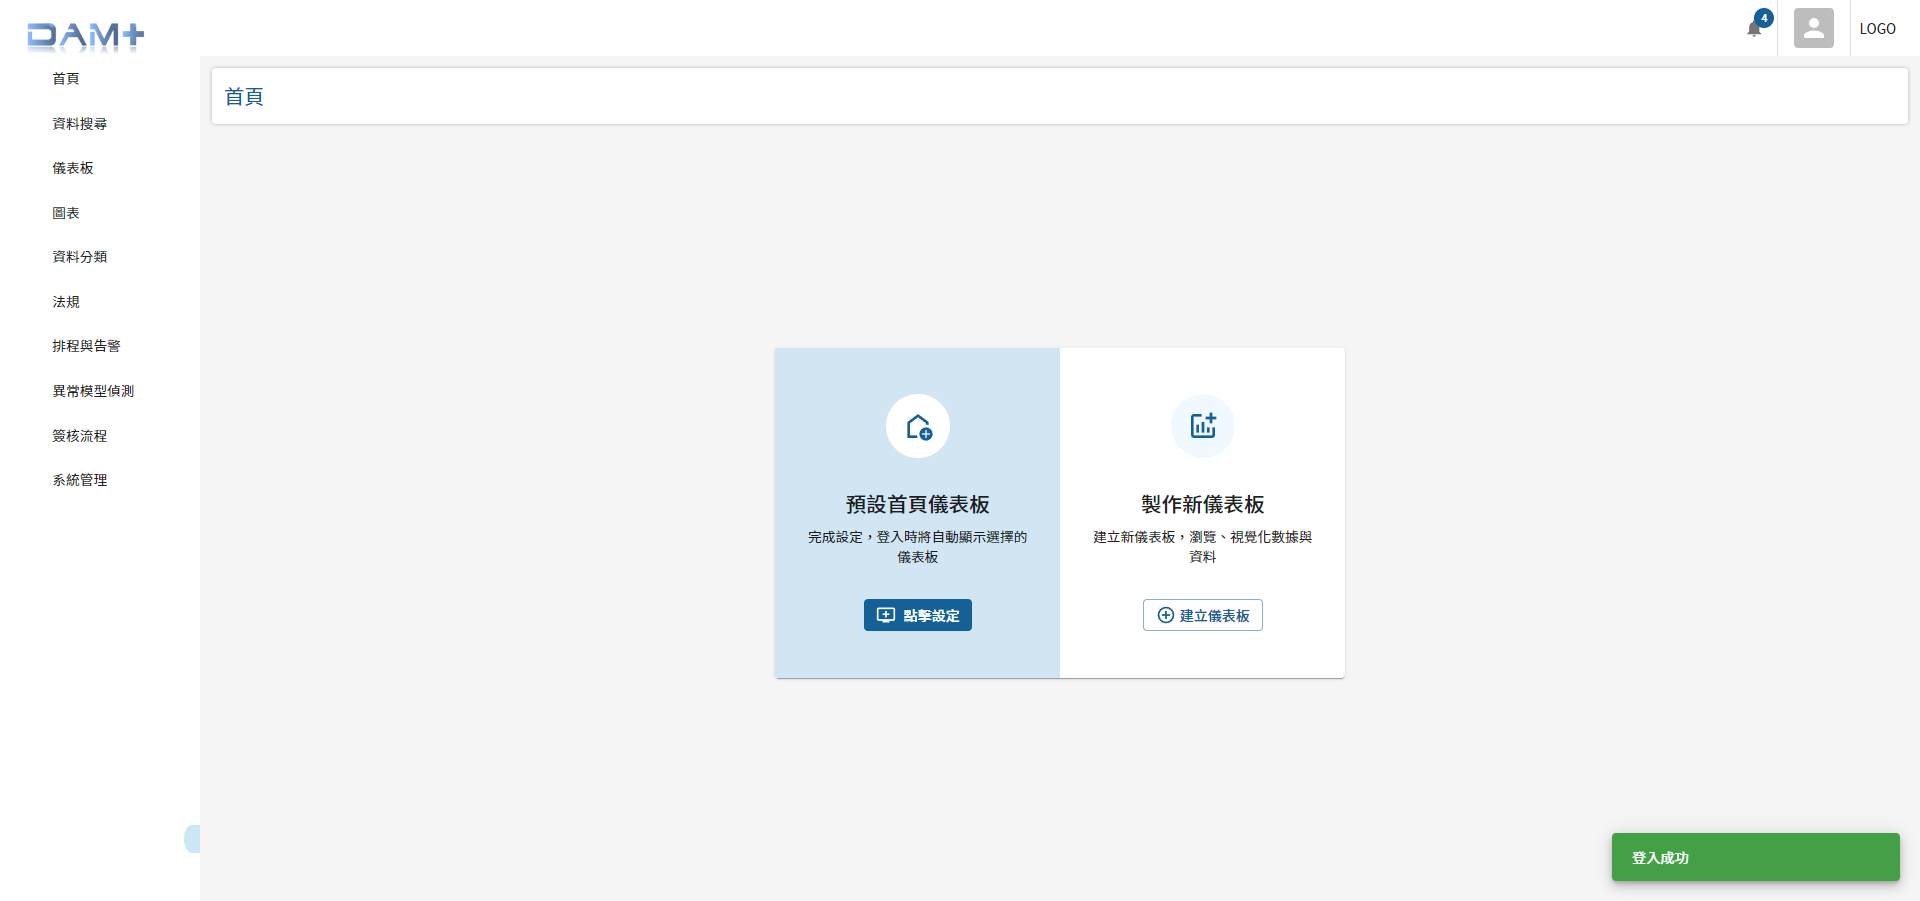 DAM+
4
LOGO
首頁
資料搜尋
儀表板
圖表
資料分類
法規
排程與告警
異常模型偵測
簽核流程
系統管理
首頁
預設首頁儀表板
完成設定，登入時將自動顯示選擇的
儀表板
點擊設定
製作新儀表板
建立新儀表板，瀏覽、視覺化數據與
資料
建立儀表板
登入成功